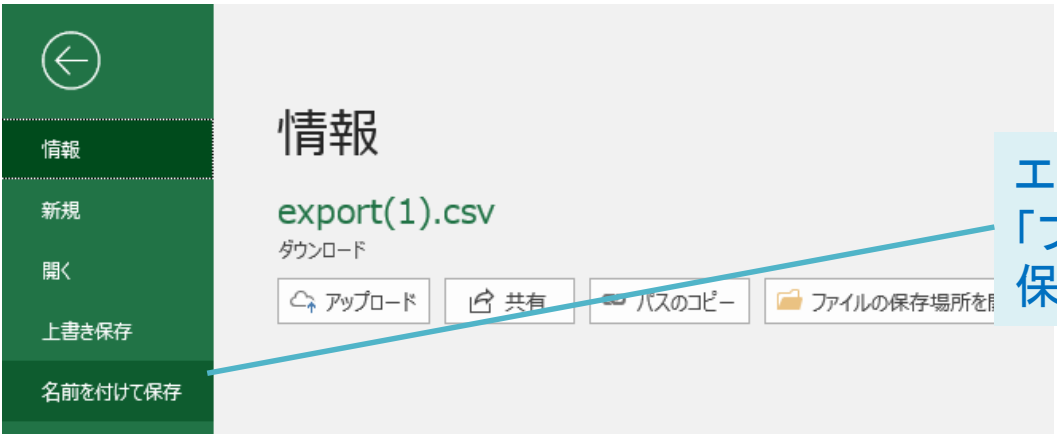 情報
新規
開く
上書き保存
名前を付けて保存
情報
export(1).csv
ダウンロード
アップロード
共有
パスのコピー
ファイルの保存場所を
エ
「フ
保